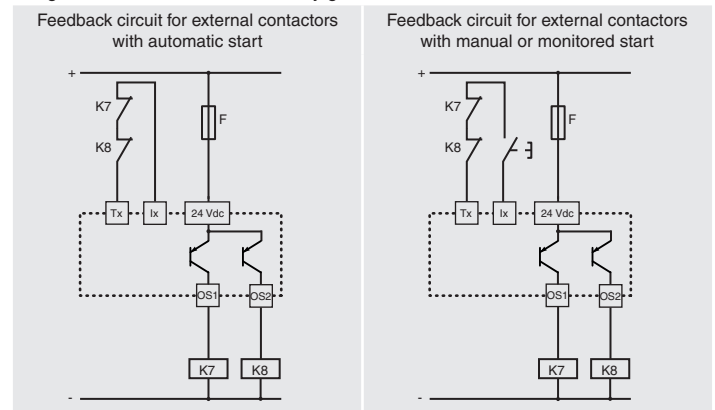 Feedback circuit for external contactors
with automatic start
+
K7
K8
F
Tx
Ix
24 Vdc
OS1
OS2
K7
K8
-
Feedback circuit for external contactors
with manual or monitored start
+
K7
K8
F
Tx
Ix
24 Vdc
OS1
OS2
K7
K8
-